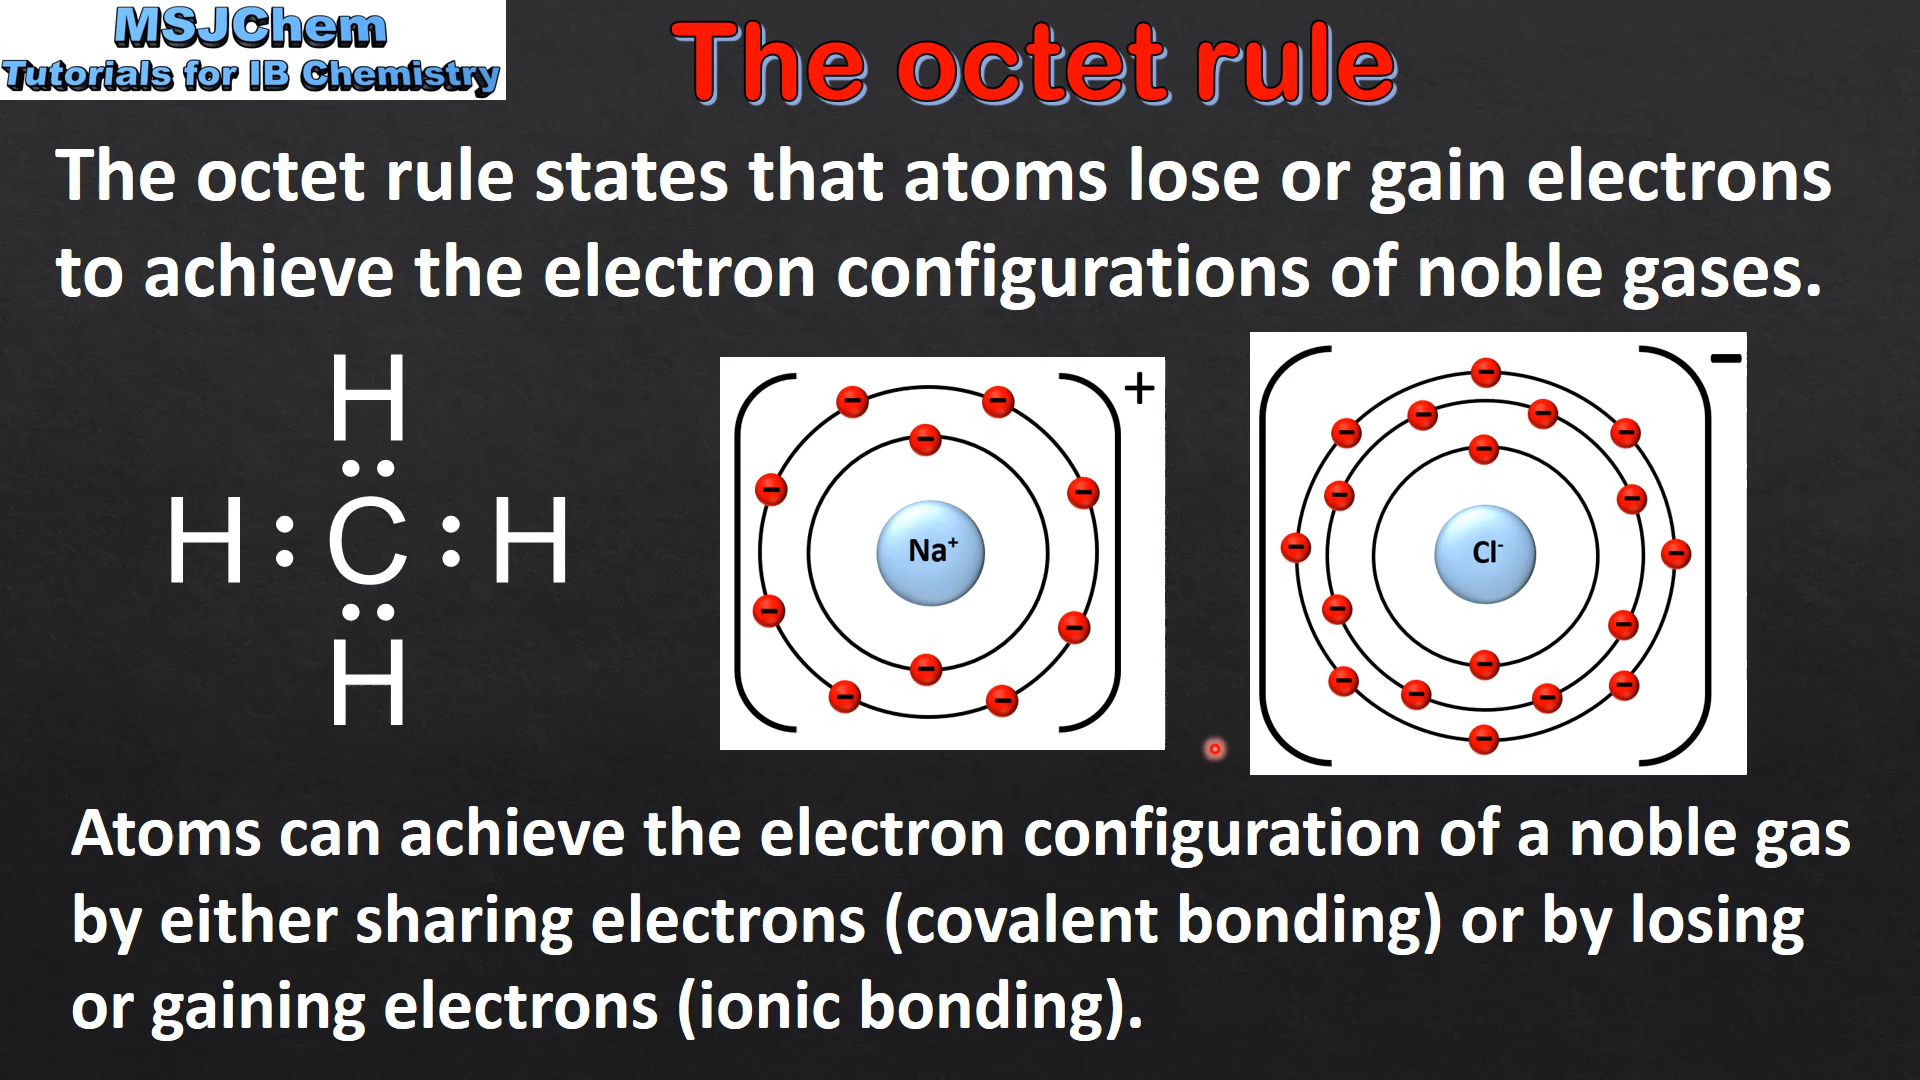 MSJChem
Tutorials for IB Chemistry
The octet rule
The octet rule states that atoms lose or gain electrons
to achieve the electron configurations of noble gases.
H
H : C : H
H
Na⁺
+
Cl⁻
−
Atoms can achieve the electron configuration of a noble gas
by either sharing electrons (covalent bonding) or by losing
or gaining electrons (ionic bonding).